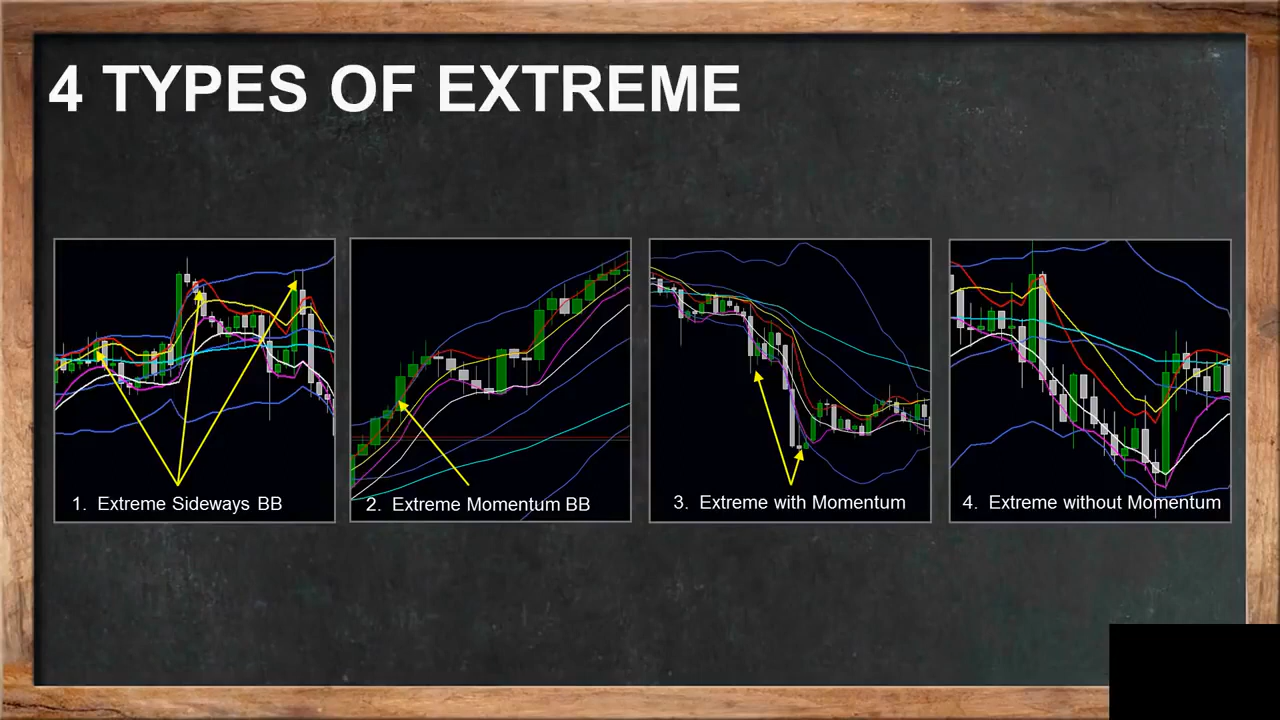 4 TYPES OF EXTREME
1. Extreme Sideways BB
2. Extreme Momentum BB
3. Extreme with Momentum
4. Extreme without Momentum